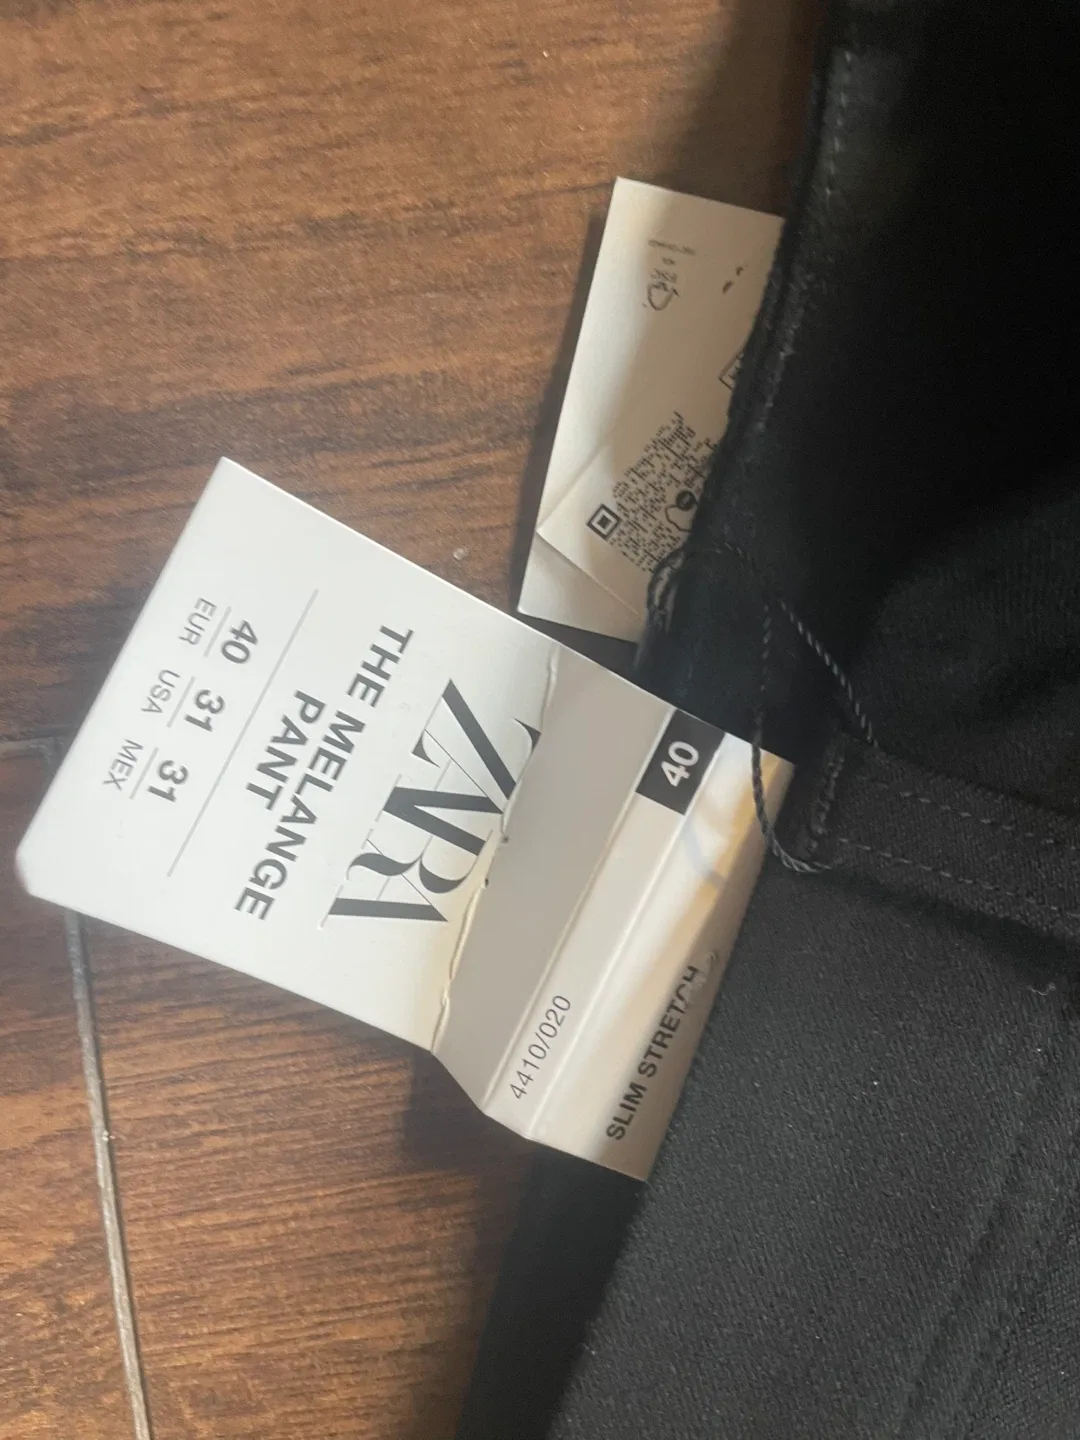 ZARA
THE MELANGE
PANT
40 31 31
EUR USA MEX
40
4410/020
SLIM STRETCH